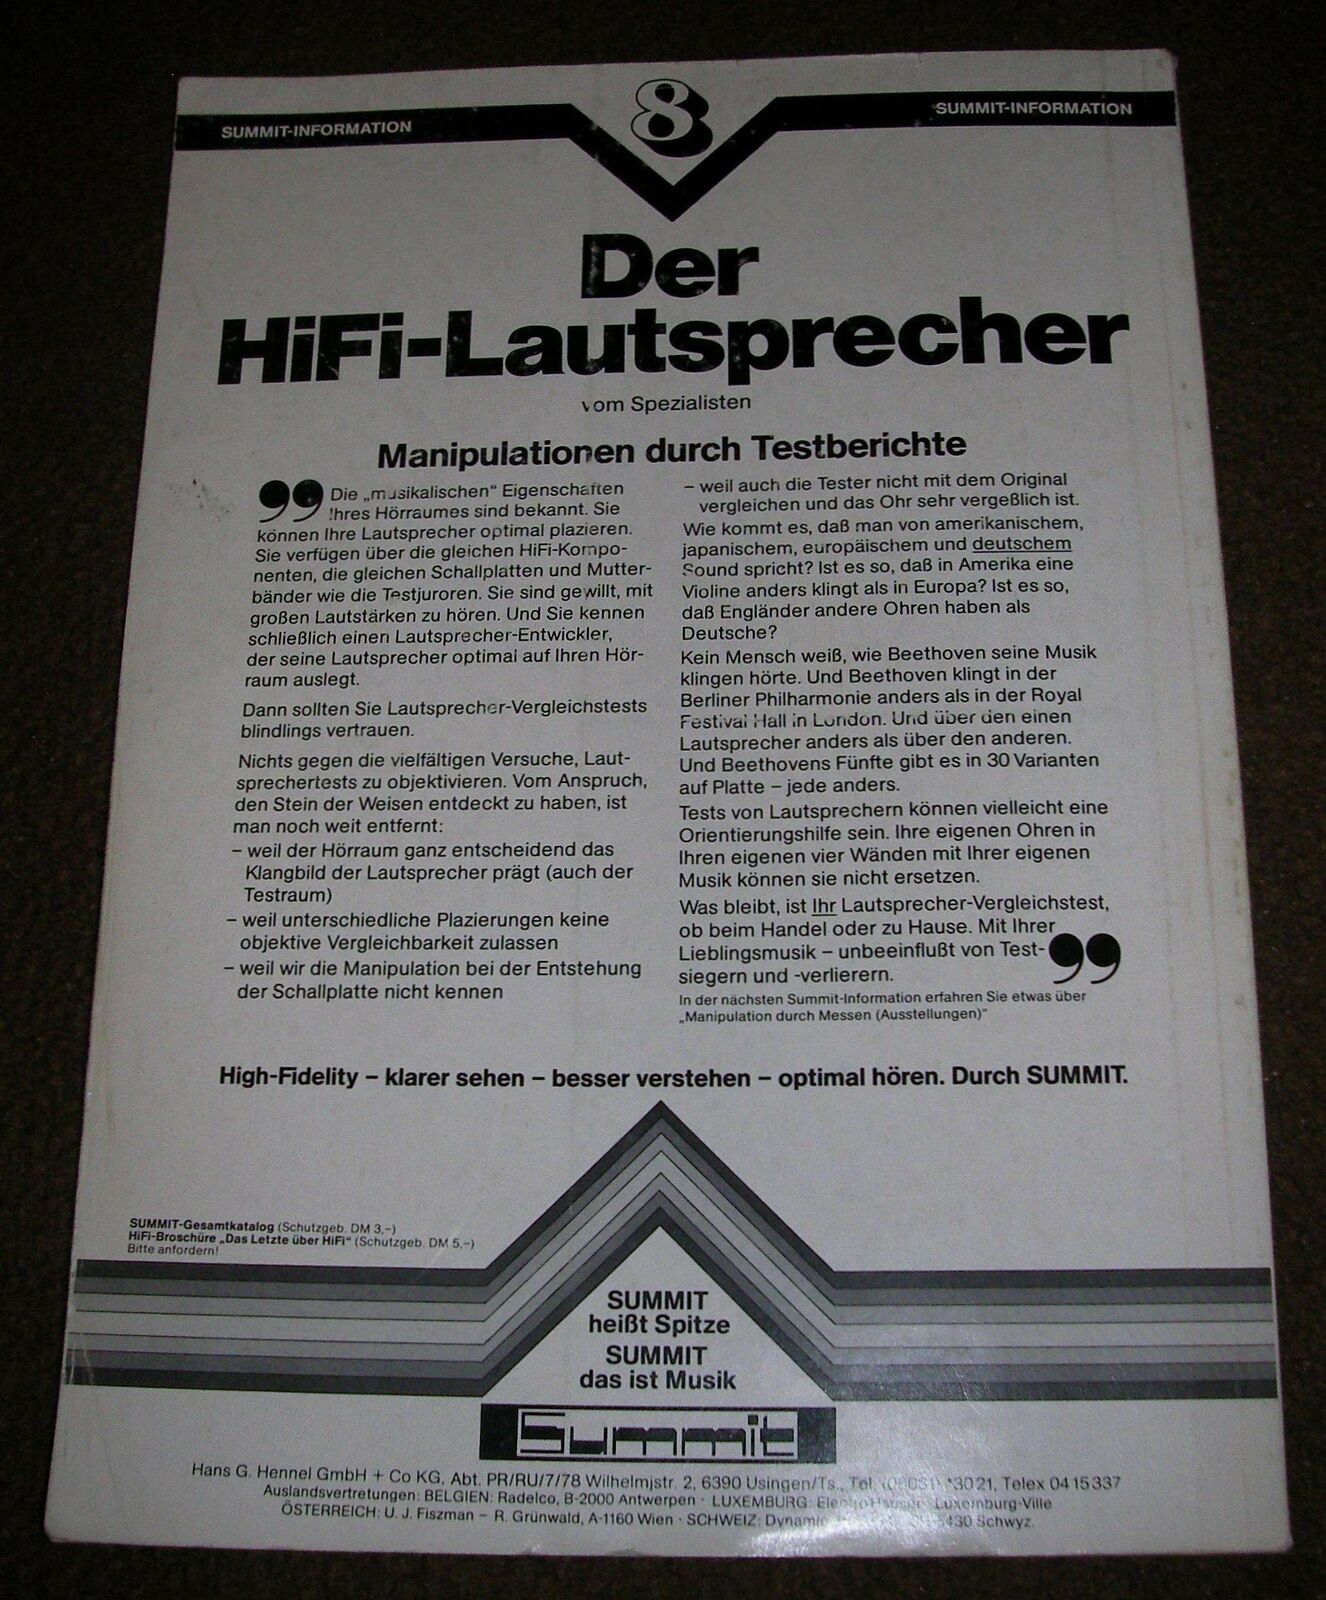 SUMMIT-INFORMATION
8
SUMMIT-INFORMATION
Der
HiFi-Lautsprecher
vom Spezialisten
Manipulationen durch Testberichte
Die „musikalischen“ Eigenschaften
Ihres Hörraumes sind bekannt. Sie
können Ihre Lautsprecher optimal plazieren.
Sie verfügen über die gleichen HiFi-Kompo-
nenten, die gleichen Schallplatten und Mutter-
bänder wie die Testjuroren. Sie sind gewillt, mit
großen Lautstärken zu hören. Und Sie kennen
schließlich einen Lautsprecher-Entwickler,
der seine Lautsprecher optimal auf Ihren Hör-
raum auslegt.
Dann sollten Sie Lautsprecher-Vergleichstests
blindlings vertrauen.
Nichts gegen die vielfältigen Versuche, Laut-
sprechertests zu objektivieren. Vom Anspruch,
den Stein der Weisen entdeckt zu haben, ist
man noch weit entfernt:
– weil der Hörraum ganz entscheidend das
Klangbild der Lautsprecher prägt (auch der
Testraum)
– weil unterschiedliche Plazierungen keine
objektive Vergleichbarkeit zulassen
– weil wir die Manipulation bei der Entstehung
der Schallplatte nicht kennen
– weil auch die Tester nicht mit dem Original
vergleichen und das Ohr sehr vergeßlich ist.
Wie kommt es, daß man von amerikanischem,
japanischem, europäischem und deutschem
Sound spricht? Ist es so, daß in Amerika eine
Violine anders klingt als in Europa? Ist es so,
daß Engländer andere Ohren haben als
Deutsche?
Kein Mensch weiß, wie Beethoven seine Musik
klingen hörte. Und Beethoven klingt in der
Berliner Philharmonie anders als in der Royal
Festival Hall in London. Und über den einen
Lautsprecher anders als über den anderen.
Und Beethovens Fünfte gibt es in 30 Varianten
auf Platte – jede anders.
Tests von Lautsprechern können vielleicht eine
Orientierungshilfe sein. Ihre eigenen Ohren in
Ihren eigenen vier Wänden mit Ihrer eigenen
Musik können sie nicht ersetzen.
Was bleibt, ist Ihr Lautsprecher-Vergleichstest,
ob beim Handel oder zu Hause. Mit Ihrer
Lieblingsmusik – unbeeinflußt von Test-
siegern und -verlierern.
In der nächsten Summit-Information erfahren Sie etwas über
„Manipulation durch Messen (Ausstellungen)“
High-Fidelity – klarer sehen – besser verstehen – optimal hören. Durch SUMMIT.
SUMMIT-Gesamtkatalog (Schutzgeb. DM 3,–)
HiFi-Broschüre „Das Letzte über HiFi“ (Schutzgeb. DM 5,–)
Bitte anfordern!
SUMMIT
heißt Spitze
SUMMIT
das ist Musik
Summit
Hans G. Hennel GmbH + Co KG, Abt. PR/RU/7/78 Wilhelmjstr. 2, 6390 Usingen/Ts., Tel. 3021, Telex 0415337
Auslandsvertretungen: BELGIEN: Radelco, B-2000 Antwerpen · LUXEMBURG: Luxemburg-Ville
ÖSTERREICH: U. J. Fiszman – R. Grünwald, A-1160 Wien · SCHWEIZ: Schwyz.